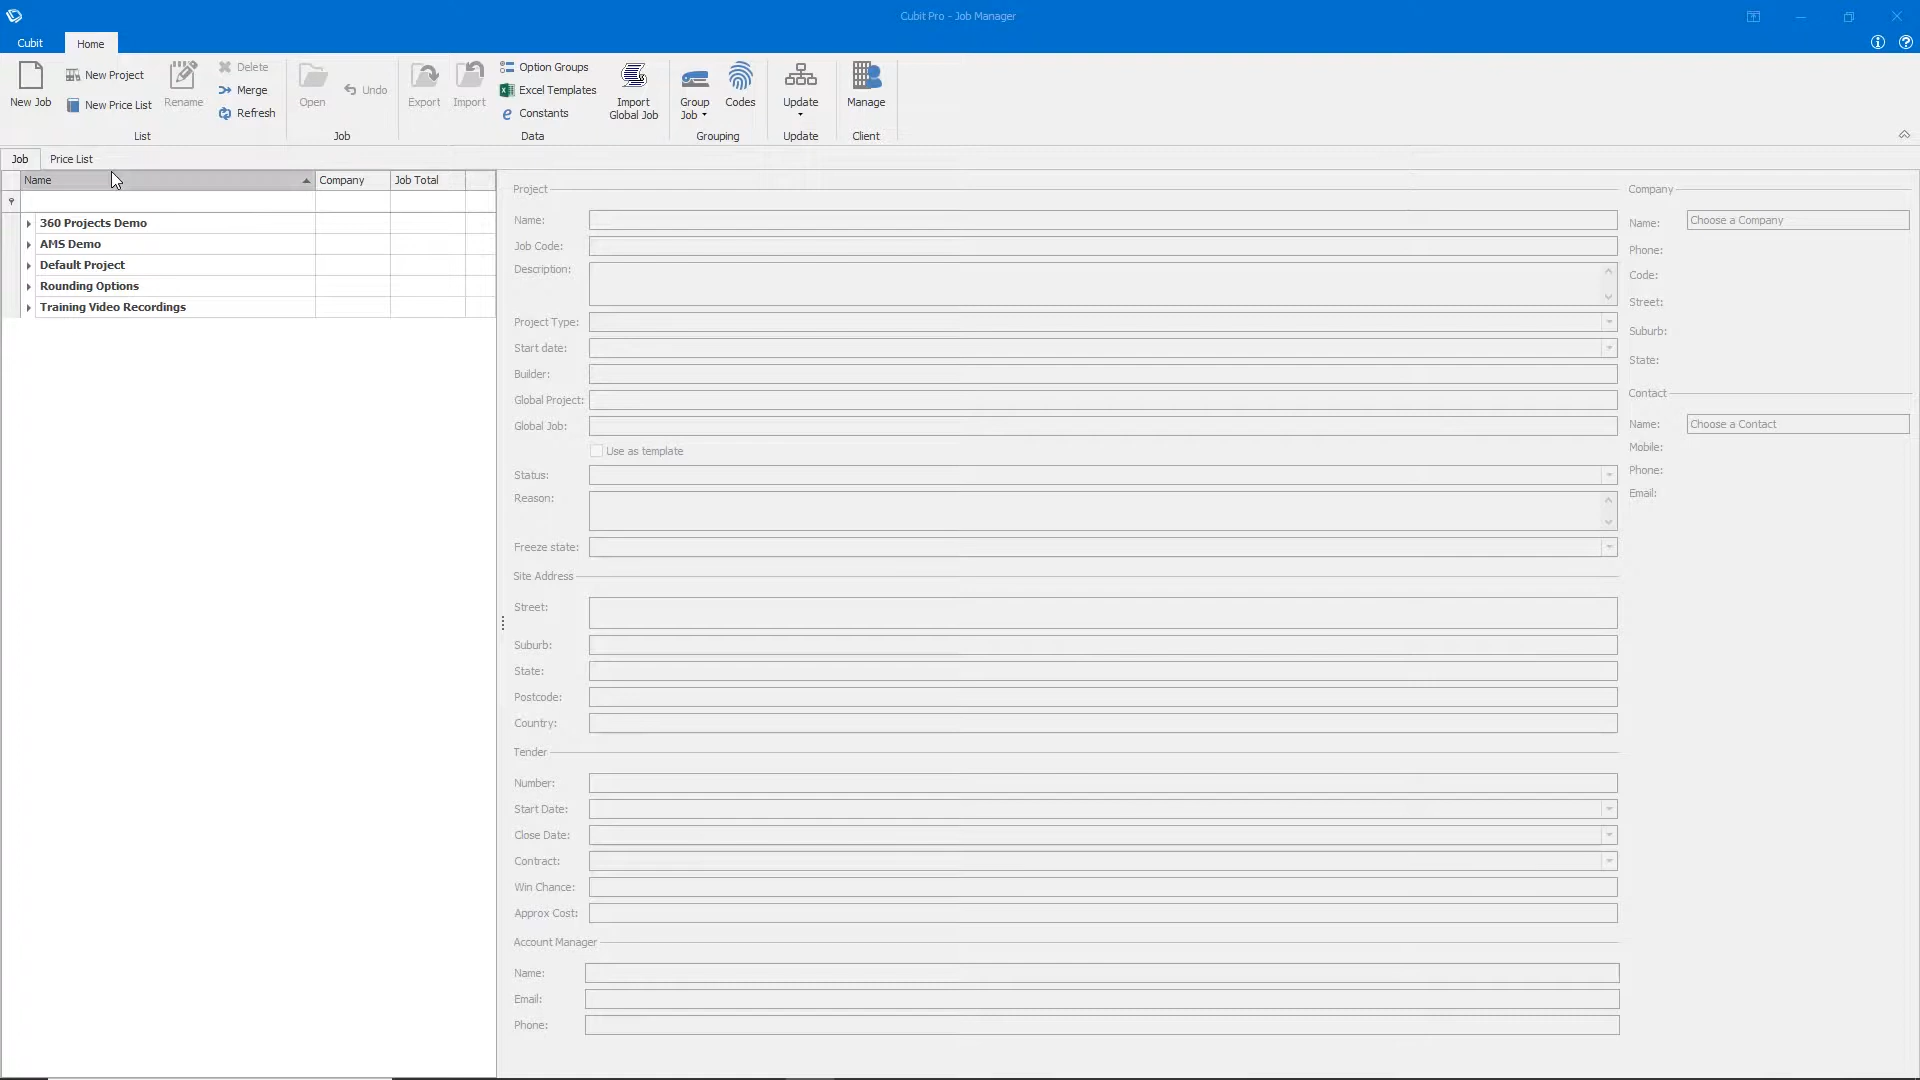 Cubit Pro - Job Manager
Cubit
Home
New Job
New Project
New Price List
Rename
Delete
Merge
Refresh
List
Open
Undo
Job
Export
Import
Option Groups
Excel Templates
Constants
Import
Global Job
Data
Group
Job
Codes
Grouping
Update
Update
Manage
Client
Job
Price List
Name
Company
Job Total
360 Projects Demo
AMS Demo
Default Project
Rounding Options
Training Video Recordings
Project
Name:
Job Code:
Description:
Project Type:
Start date:
Builder:
Global Project:
Global Job:
Use as template
Status:
Reason:
Freeze state:
Site Address
Street:
Suburb:
State:
Postcode:
Country:
Tender
Number:
Start Date:
Close Date:
Contract:
Win Chance:
Approx Cost:
Account Manager
Name:
Email:
Phone:
Company
Name:
Choose a Company
Phone:
Code:
Street:
Suburb:
State:
Contact
Name:
Choose a Contact
Mobile:
Phone:
Email: